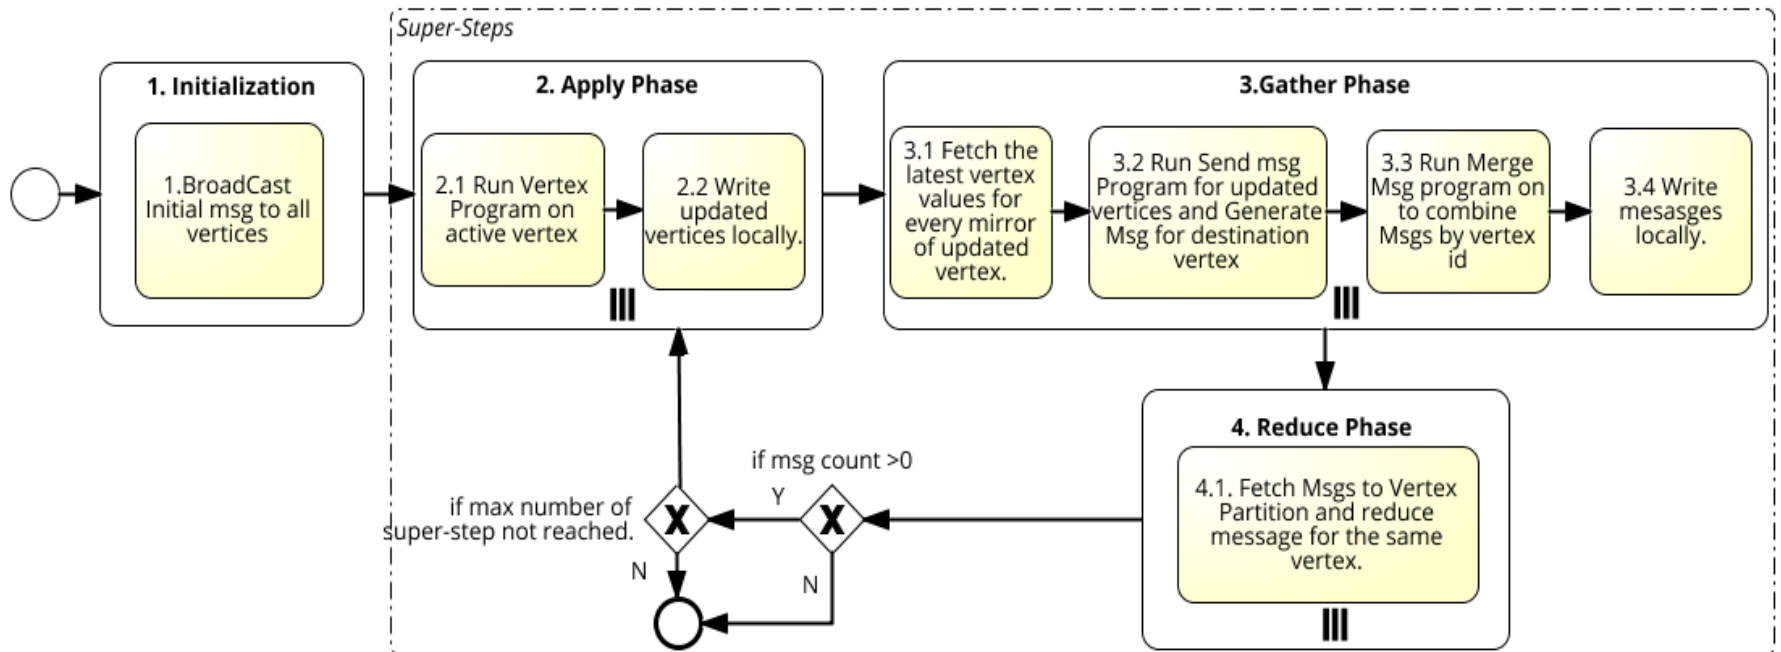 Super-Steps
1. Initialization
1.BroadCast
Initial msg to all
vertices
2. Apply Phase
2.1 Run Vertex
Program on
active vertex
2.2 Write
updated
vertices locally.
3.Gather Phase
3.1 Fetch the
latest vertex
values for
every mirror
of updated
vertex.
3.2 Run Send msg
Program for updated
vertices and Generate
Msg for destination
vertex
3.3 Run Merge
Msg program on
to combine
Msgs by vertex
id
3.4 Write
mesasges
locally.
4. Reduce Phase
4.1. Fetch Msgs to Vertex
Partition and reduce
message for the same
vertex.
if msg count >0
Y
X
N
if max number of
super-step not reached.
X
N